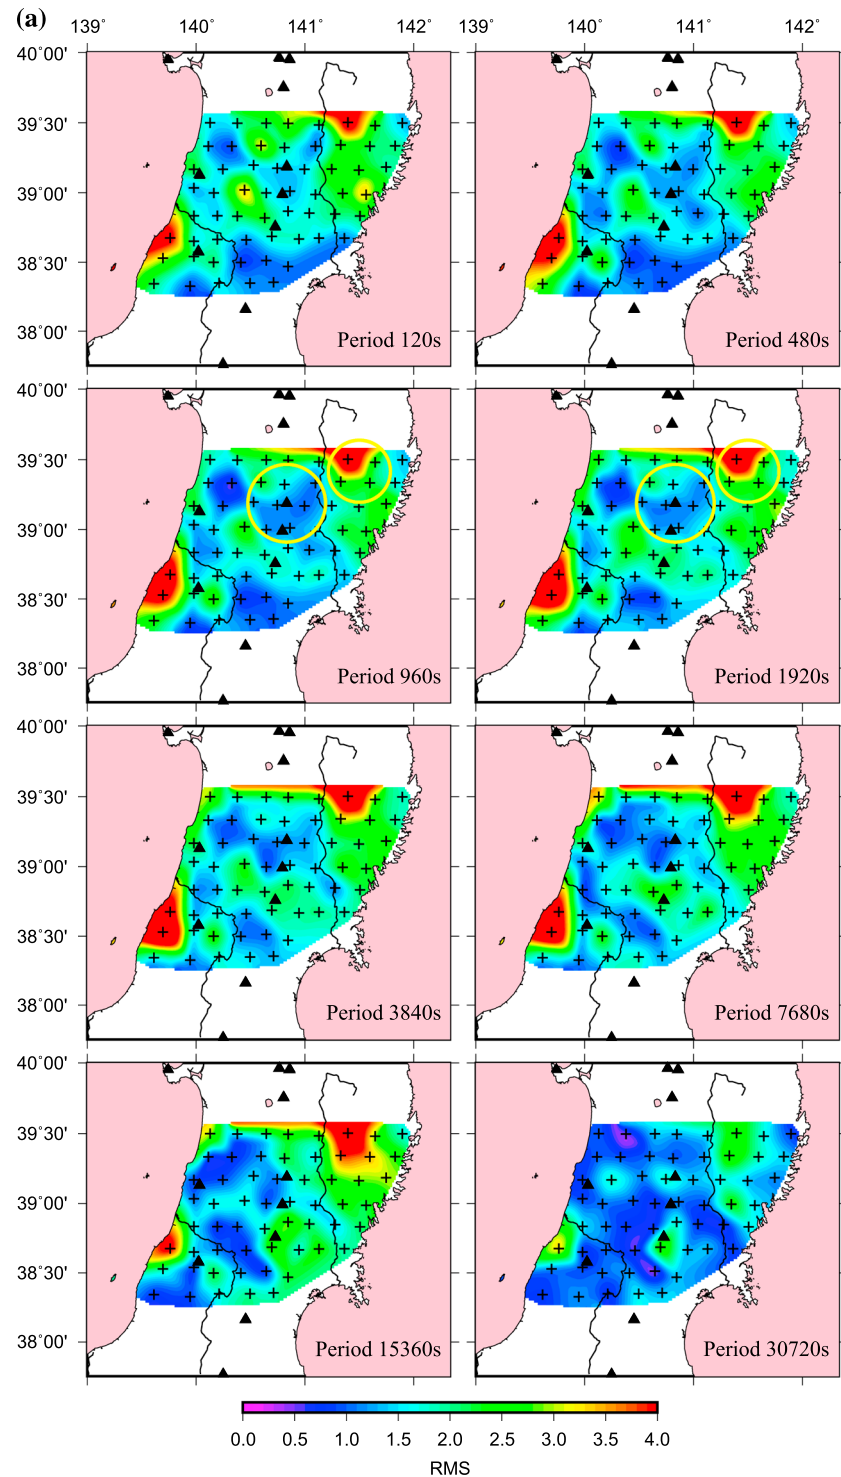 (a)
139˚ 140˚ 141˚ 142˚ 139˚ 140˚ 141˚ 142˚
40˚00'
39˚30'
39˚00'
38˚30'
38˚00'
Period 120s
Period 480s
40˚00'
39˚30'
39˚00'
38˚30'
38˚00'
Period 960s
Period 1920s
40˚00'
39˚30'
39˚00'
38˚30'
38˚00'
Period 3840s
Period 7680s
40˚00'
39˚30'
39˚00'
38˚30'
38˚00'
Period 15360s
Period 30720s
0.0 0.5 1.0 1.5 2.0 2.5 3.0 3.5 4.0
RMS